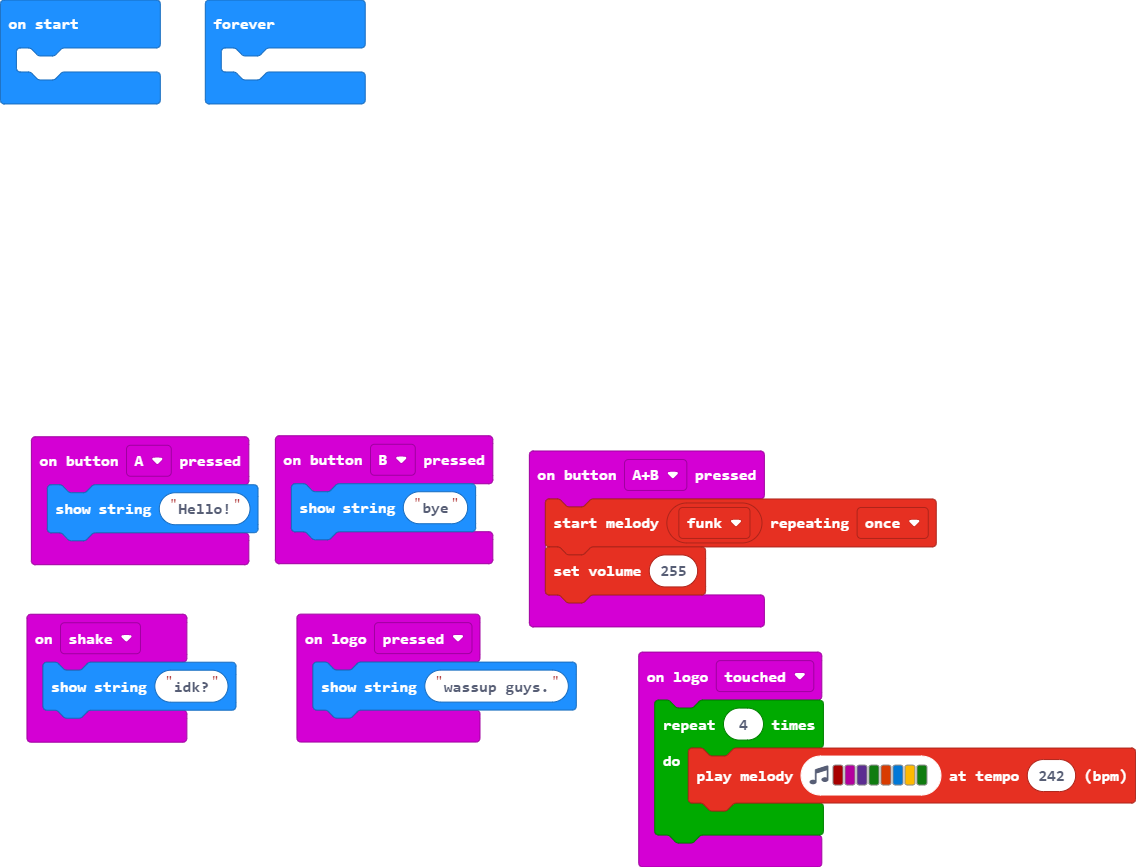 on start
forever
on button A pressed
show string "Hello!"
on button B pressed
show string "bye"
on button A+B pressed
start melody funk repeating once
set volume 255
on shake
show string "idk?"
on logo pressed
show string "wassup guys."
on logo touched
repeat 4 times
do
play melody at tempo 242 (bpm)